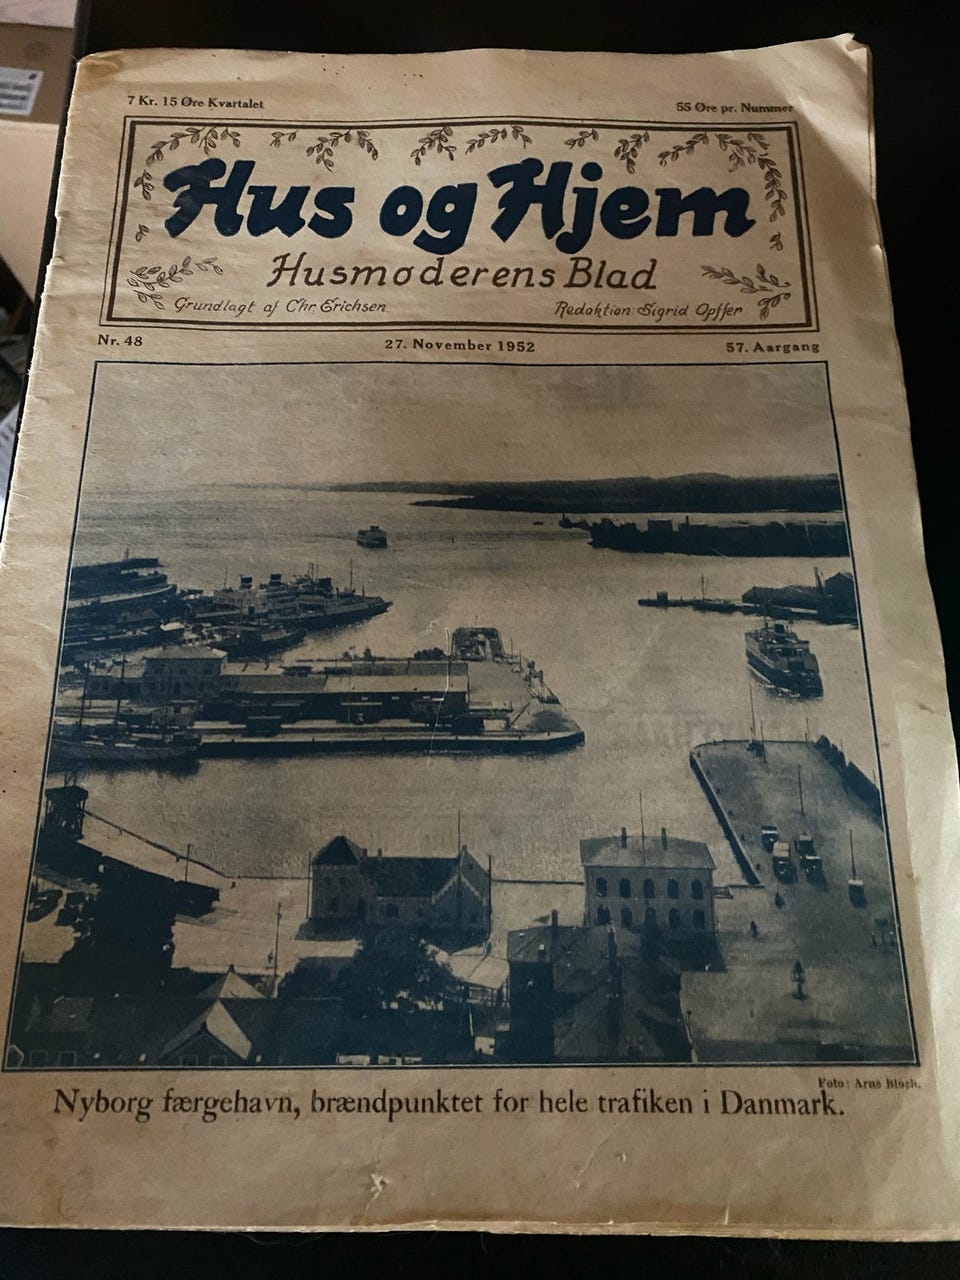 7 Kr. 15 Øre Kvartalet
55 Øre pr. Nummer
Hus og Hjem
Husmøderens Blad
Grundlagt af Chr. Erichsen
Redaktion: Sigrid Opffer
Nr. 48
27. November 1952
57. Aargang
Foto: Arne Bloch.
Nyborg færgehavn, brændpunktet for hele trafiken i Danmark.